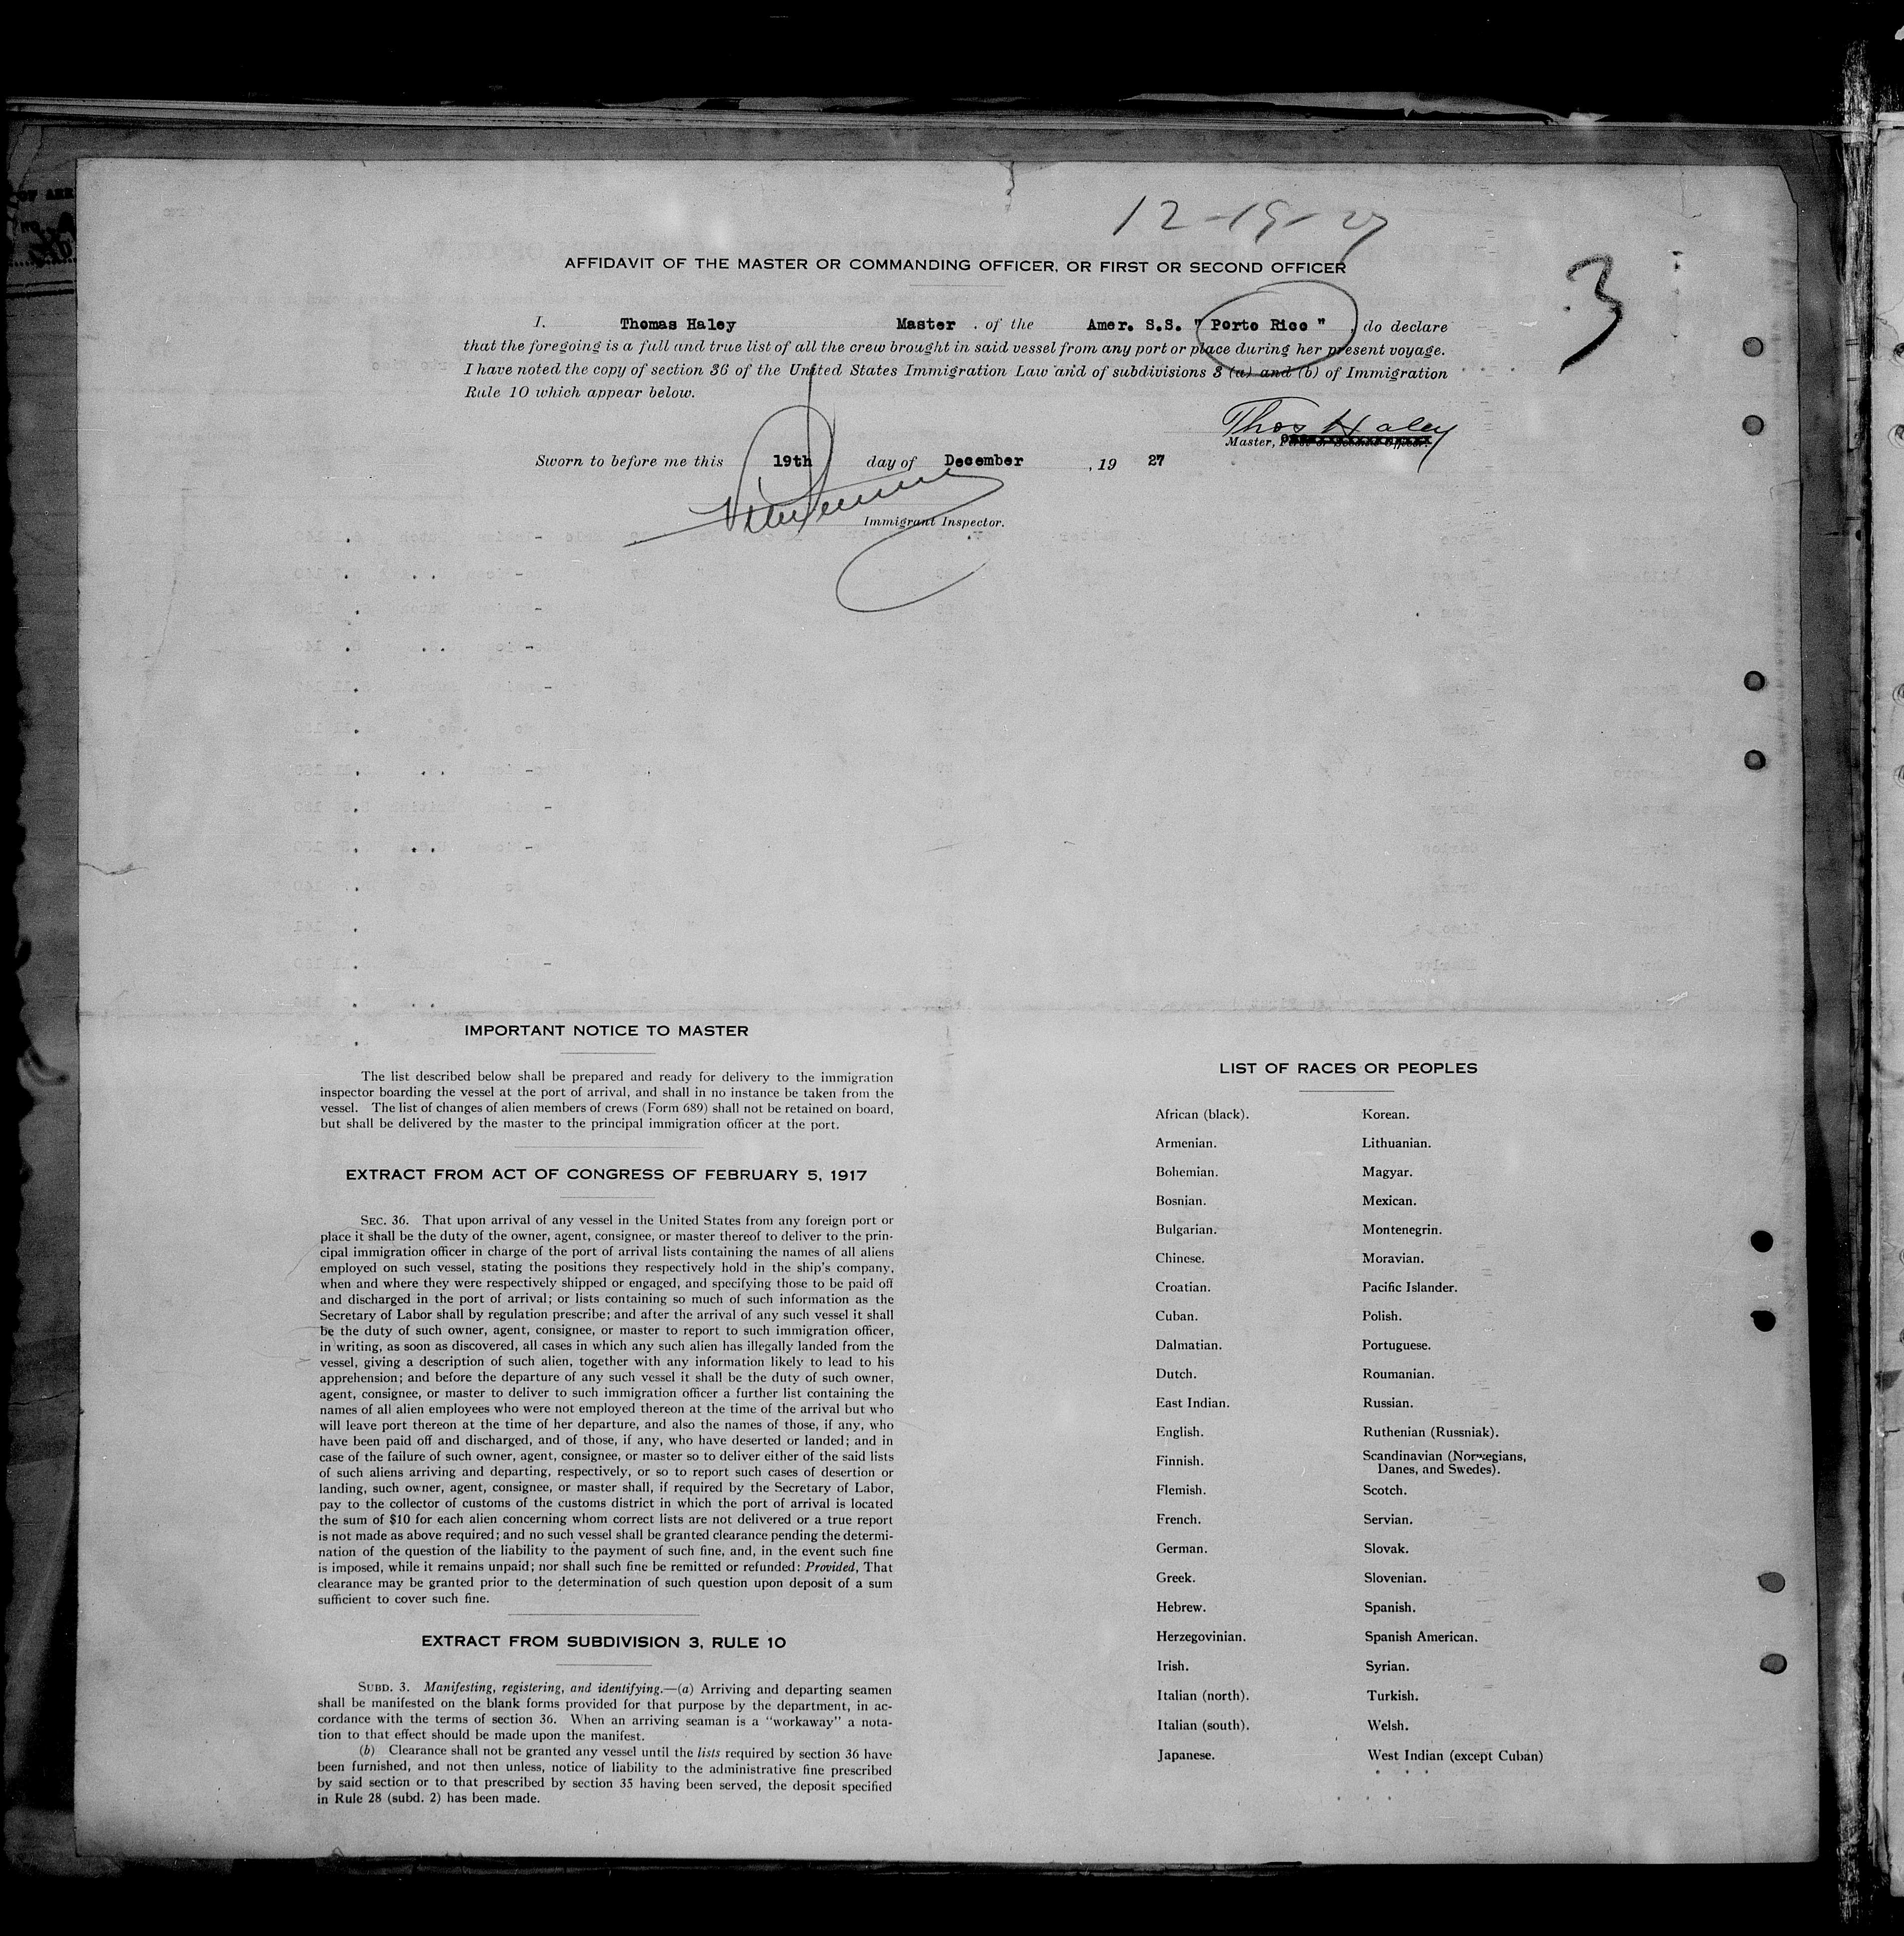 12-19-27
3
AFFIDAVIT OF THE MASTER OR COMMANDING OFFICER, OR FIRST OR SECOND OFFICER
I. Thomas Haley Master . of the Amer. S.S. " Porto Rico " , do declare
that the foregoing is a full and true list of all the crew brought in said vessel from any port or place during her present voyage.
I have noted the copy of section 36 of the United States Immigration Law and of subdivisions 3 (a) and (b) of Immigration
Rule 10 which appear below.
Thos Haley
Master, First or Second Officer.
Sworn to before me this 19th day of December , 19 27
Immigrant Inspector.
IMPORTANT NOTICE TO MASTER
The list described below shall be prepared and ready for delivery to the immigration
inspector boarding the vessel at the port of arrival, and shall in no instance be taken from the
vessel. The list of changes of alien members of crews (Form 689) shall not be retained on board,
but shall be delivered by the master to the principal immigration officer at the port.
EXTRACT FROM ACT OF CONGRESS OF FEBRUARY 5, 1917
SEC. 36. That upon arrival of any vessel in the United States from any foreign port or
place it shall be the duty of the owner, agent, consignee, or master thereof to deliver to the prin-
cipal immigration officer in charge of the port of arrival lists containing the names of all aliens
employed on such vessel, stating the positions they respectively hold in the ship's company,
when and where they were respectively shipped or engaged, and specifying those to be paid off
and discharged in the port of arrival; or lists containing so much of such information as the
Secretary of Labor shall by regulation prescribe; and after the arrival of any such vessel it shall
be the duty of such owner, agent, consignee, or master to report to such immigration officer,
in writing, as soon as discovered, all cases in which any such alien has illegally landed from the
vessel, giving a description of such alien, together with any information likely to lead to his
apprehension; and before the departure of any such vessel it shall be the duty of such owner,
agent, consignee, or master to deliver to such immigration officer a further list containing the
names of all alien employees who were not employed thereon at the time of the arrival but who
will leave port thereon at the time of her departure, and also the names of those, if any, who
have been paid off and discharged, and of those, if any, who have deserted or landed; and in
case of the failure of such owner, agent, consignee, or master so to deliver either of the said lists
of such aliens arriving and departing, respectively, or so to report such cases of desertion or
landing, such owner, agent, consignee, or master shall, if required by the Secretary of Labor,
pay to the collector of customs of the customs district in which the port of arrival is located
the sum of $10 for each alien concerning whom correct lists are not delivered or a true report
is not made as above required; and no such vessel shall be granted clearance pending the determi-
nation of the question of the liability to the payment of such fine, and, in the event such fine
is imposed, while it remains unpaid; nor shall such fine be remitted or refunded: Provided, That
clearance may be granted prior to the determination of such question upon deposit of a sum
sufficient to cover such fine.
EXTRACT FROM SUBDIVISION 3, RULE 10
SUBD. 3. Manifesting, registering, and identifying.—(a) Arriving and departing seamen
shall be manifested on the blank forms provided for that purpose by the department, in ac-
cordance with the terms of section 36. When an arriving seaman is a "workaway" a nota-
tion to that effect should be made upon the manifest.
(b) Clearance shall not be granted any vessel until the lists required by section 36 have
been furnished, and not then unless, notice of liability to the administrative fine prescribed
by said section or to that prescribed by section 35 having been served, the deposit specified
in Rule 28 (subd. 2) has been made.
LIST OF RACES OR PEOPLES
African (black).
Armenian.
Bohemian.
Bosnian.
Bulgarian.
Chinese.
Croatian.
Cuban.
Dalmatian.
Dutch.
East Indian.
English.
Finnish.
Flemish.
French.
German.
Greek.
Hebrew.
Herzegovinian.
Irish.
Italian (north).
Italian (south).
Japanese.
Korean.
Lithuanian.
Magyar.
Mexican.
Montenegrin.
Moravian.
Pacific Islander.
Polish.
Portuguese.
Roumanian.
Russian.
Ruthenian (Russniak).
Scandinavian (Norwegians,
Danes, and Swedes).
Scotch.
Servian.
Slovak.
Slovenian.
Spanish.
Spanish American.
Syrian.
Turkish.
Welsh.
West Indian (except Cuban)